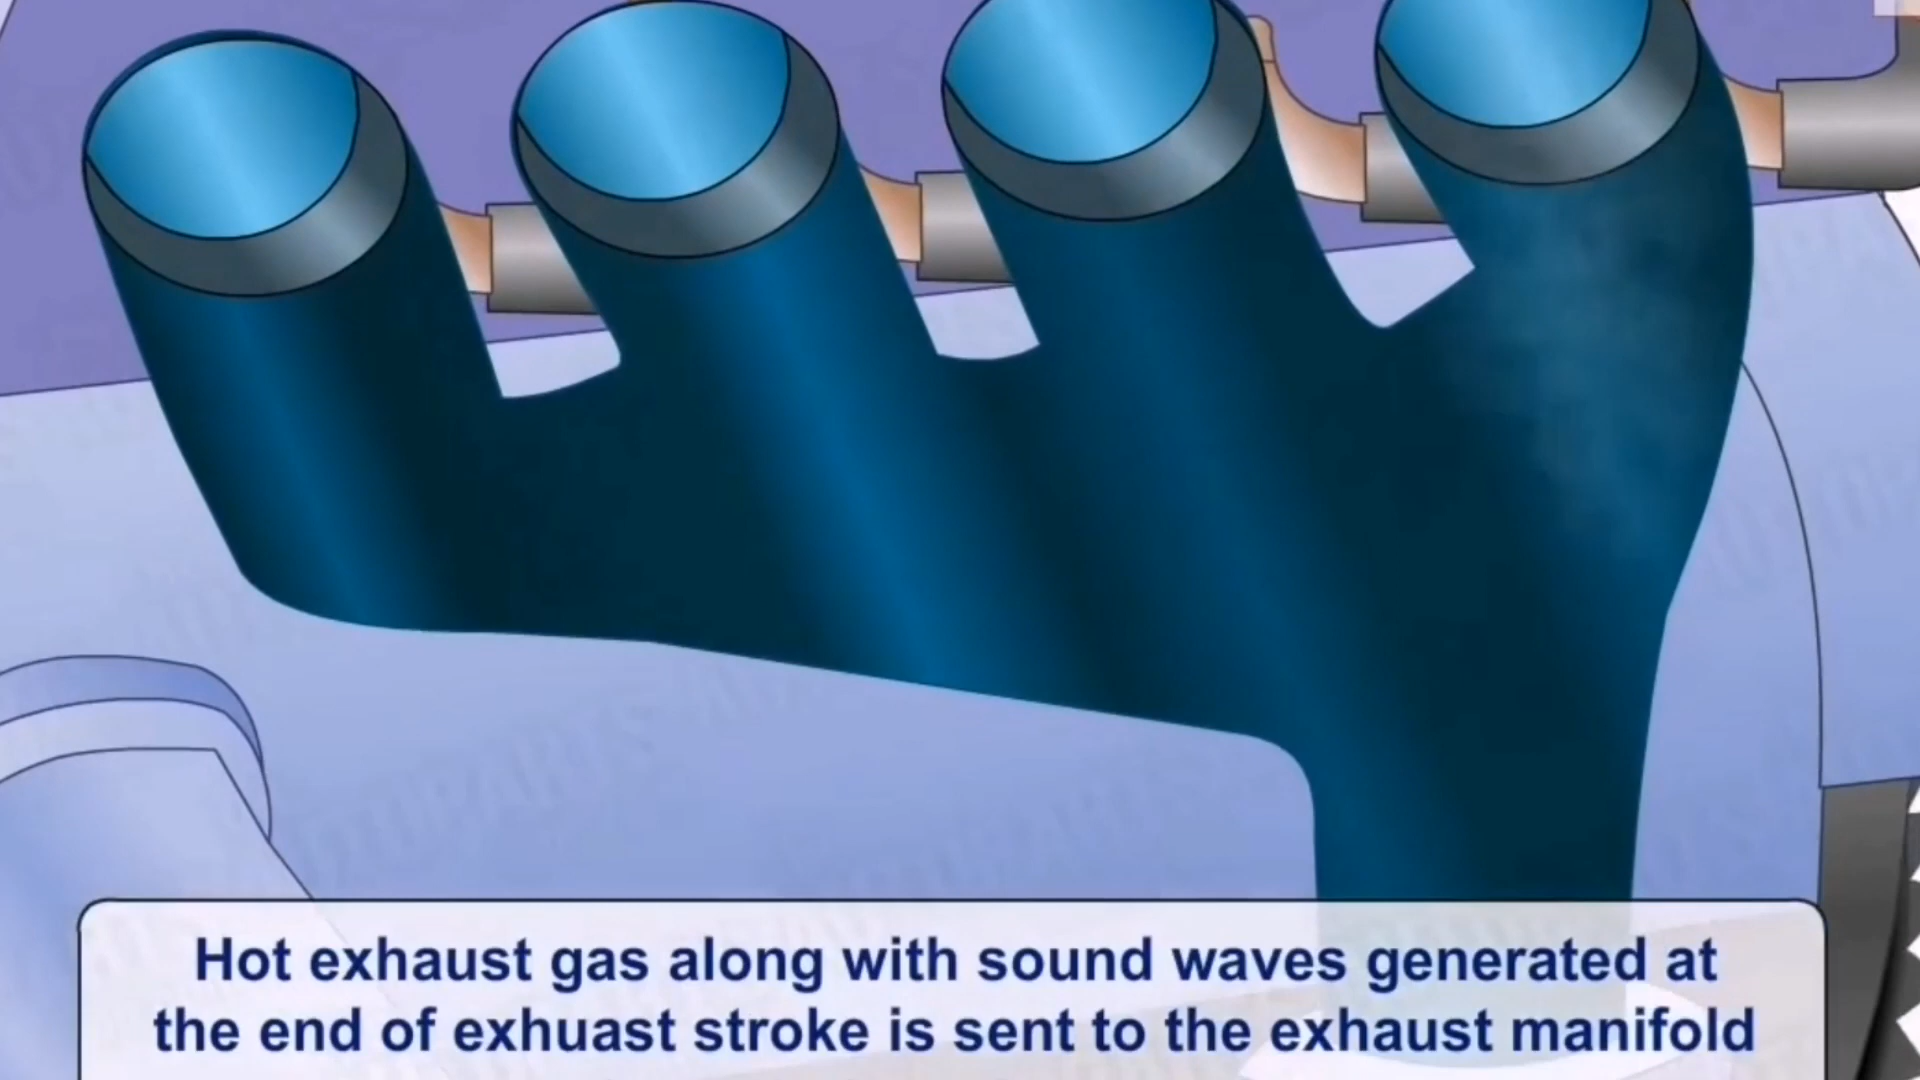 Hot exhaust gas along with sound waves generated at
the end of exhuast stroke is sent to the exhaust manifold